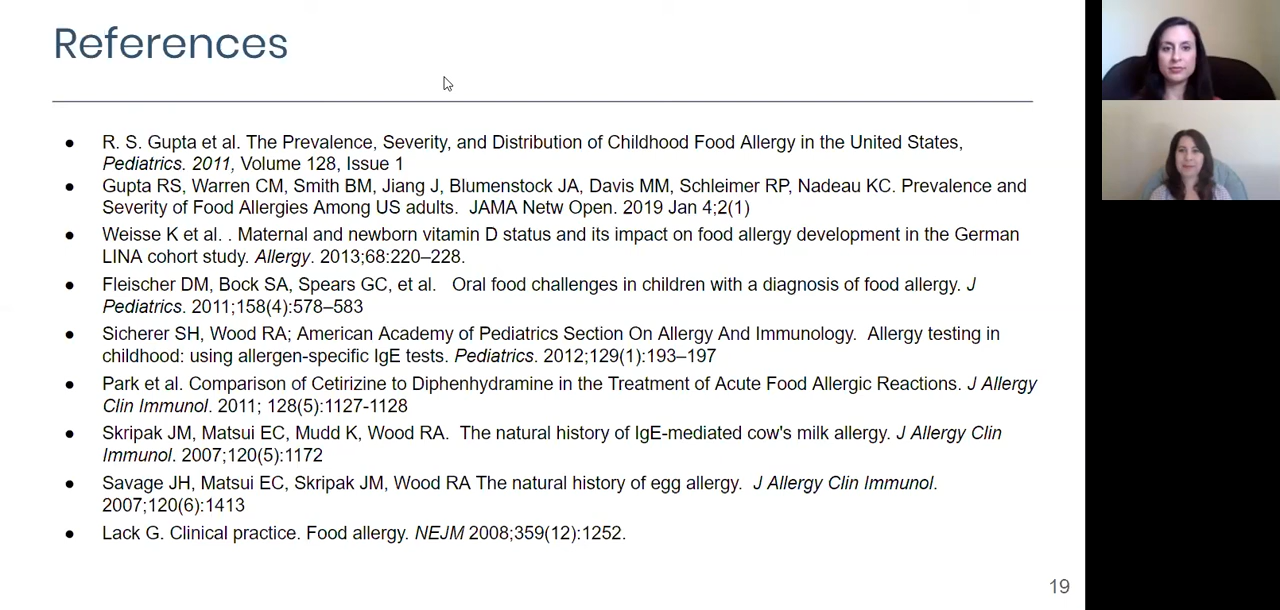 References
● R. S. Gupta et al. The Prevalence, Severity, and Distribution of Childhood Food Allergy in the United States,
Pediatrics. 2011, Volume 128, Issue 1
● Gupta RS, Warren CM, Smith BM, Jiang J, Blumenstock JA, Davis MM, Schleimer RP, Nadeau KC. Prevalence and
Severity of Food Allergies Among US adults. JAMA Netw Open. 2019 Jan 4;2(1)
● Weisse K et al. . Maternal and newborn vitamin D status and its impact on food allergy development in the German
LINA cohort study. Allergy. 2013;68:220–228.
● Fleischer DM, Bock SA, Spears GC, et al. Oral food challenges in children with a diagnosis of food allergy. J
Pediatrics. 2011;158(4):578–583
● Sicherer SH, Wood RA; American Academy of Pediatrics Section On Allergy And Immunology. Allergy testing in
childhood: using allergen-specific IgE tests. Pediatrics. 2012;129(1):193–197
● Park et al. Comparison of Cetirizine to Diphenhydramine in the Treatment of Acute Food Allergic Reactions. J Allergy
Clin Immunol. 2011; 128(5):1127-1128
● Skripak JM, Matsui EC, Mudd K, Wood RA. The natural history of IgE-mediated cow's milk allergy. J Allergy Clin
Immunol. 2007;120(5):1172
● Savage JH, Matsui EC, Skripak JM, Wood RA The natural history of egg allergy. J Allergy Clin Immunol.
2007;120(6):1413
● Lack G. Clinical practice. Food allergy. NEJM 2008;359(12):1252.
19